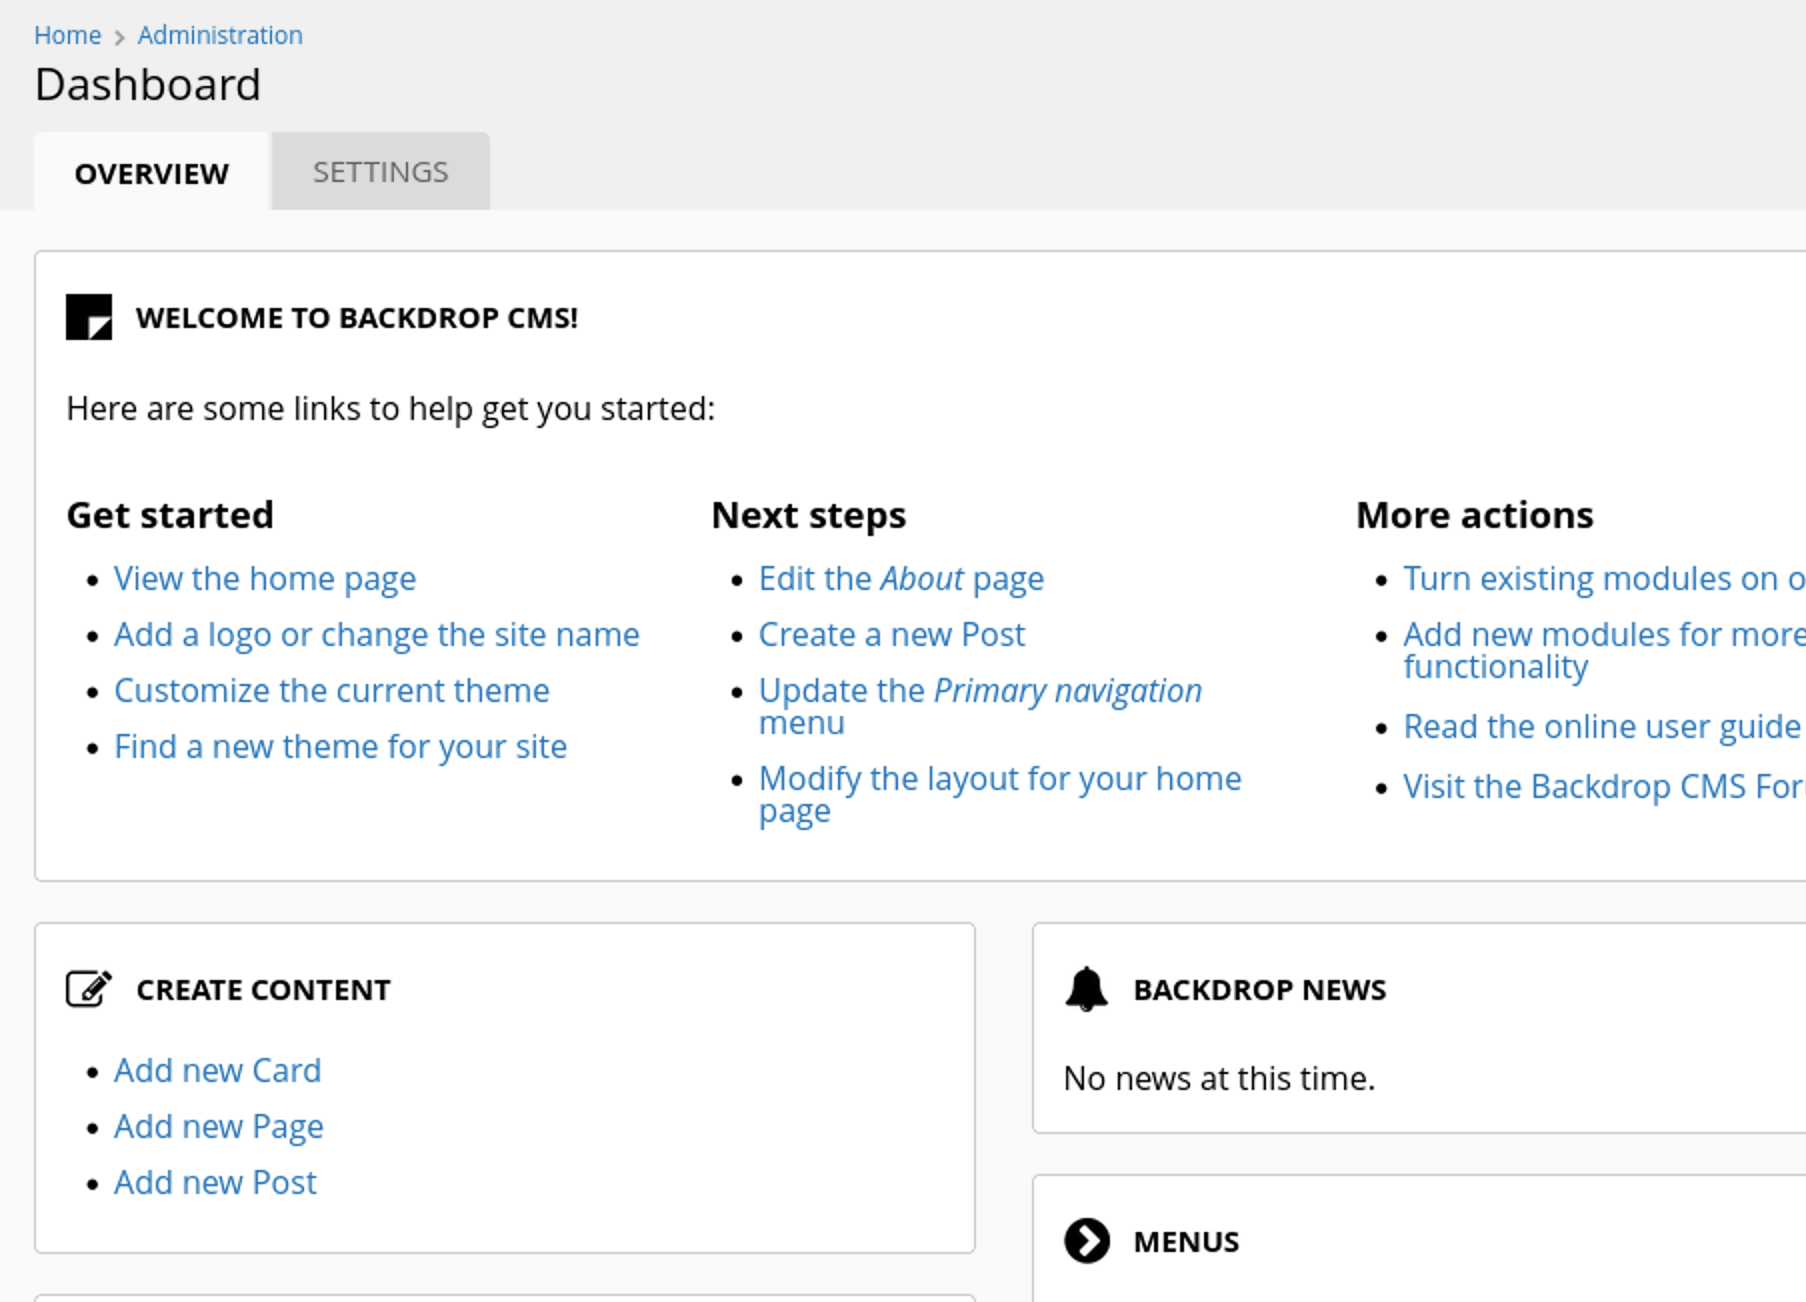 Home > Administration
Dashboard
OVERVIEW
SETTINGS
WELCOME TO BACKDROP CMS!
Here are some links to help get you started:
Get started
• View the home page
• Add a logo or change the site name
• Customize the current theme
• Find a new theme for your site
Next steps
• Edit the About page
• Create a new Post
• Update the Primary navigation
menu
• Modify the layout for your home
page
More actions
• Turn existing modules on
• Add new modules for more
functionality
• Read the online user guide
• Visit the Backdrop CMS
CREATE CONTENT
• Add new Card
• Add new Page
• Add new Post
BACKDROP NEWS
No news at this time.
MENUS